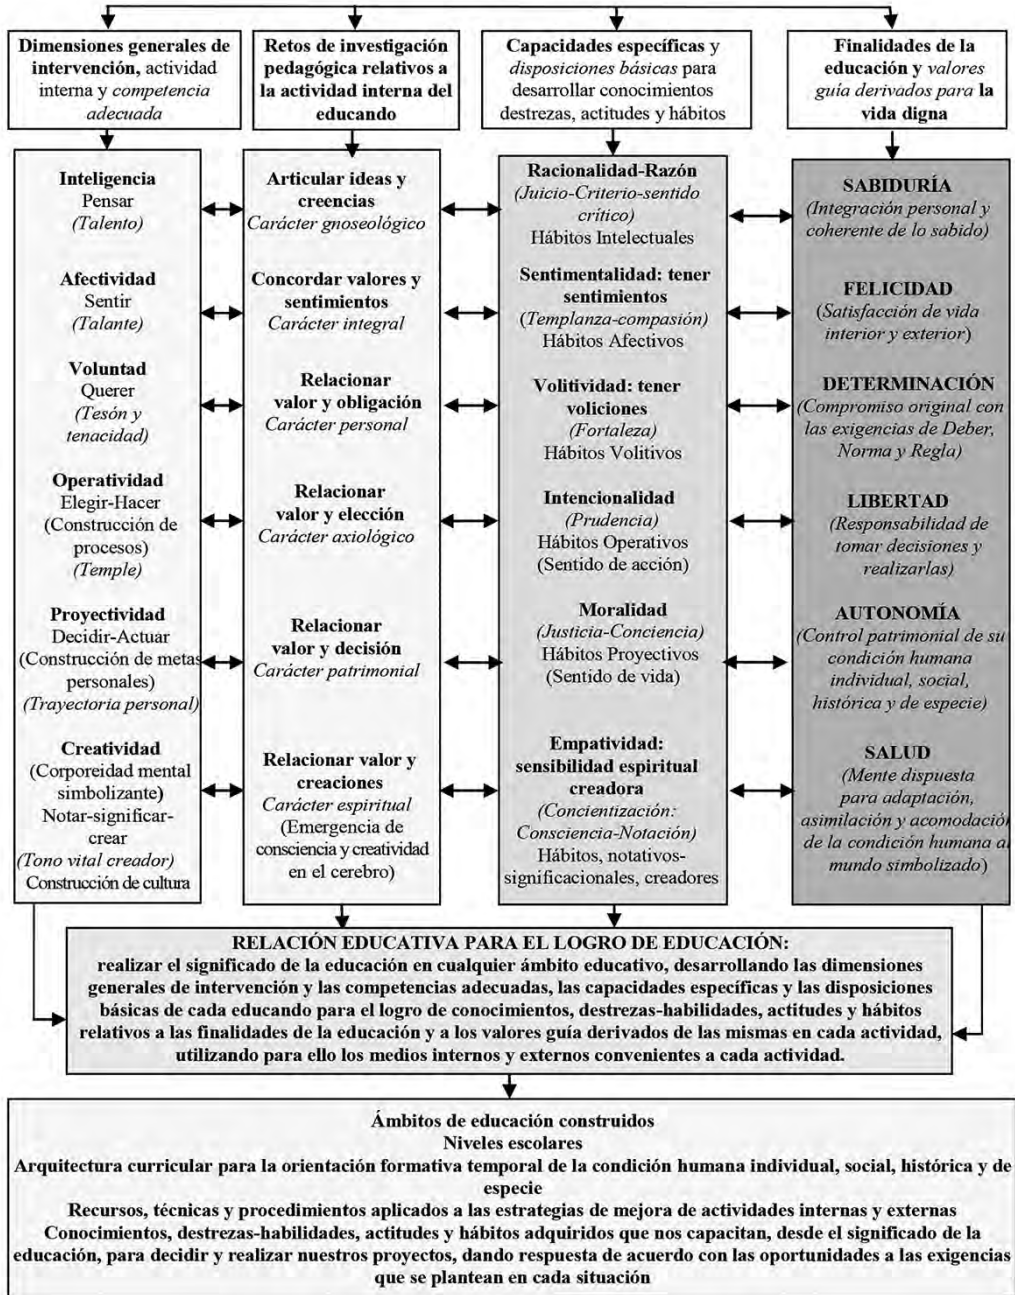 Dimensiones generales de
intervención, actividad
interna y competencia
adecuada
Retos de investigación
pedagógica relativos a
la actividad interna del
educando
Capacidades específicas y
disposiciones básicas para
desarrollar conocimientos
destrezas, actitudes y hábitos
Finalidades de la
educación y valores
guía derivados para la
vida digna
Inteligencia
Pensar
(Talento)
Articular ideas y
creencias
Carácter gnoseológico
Racionalidad-Razón
(Juicio-Criterio-sentido
crítico)
Hábitos Intelectuales
SABIDURÍA
(Integración personal y
coherente de lo sabido)
Afectividad
Sentir
(Talante)
Concordar valores y
sentimientos
Carácter integral
Sentimentalidad: tener
sentimientos
(Templanza-compasión)
Hábitos Afectivos
FELICIDAD
(Satisfacción de vida
interior y exterior)
Voluntad
Querer
(Tesón y
tenacidad)
Relacionar
valor y obligación
Carácter personal
Volitividad: tener
voliciones
(Fortaleza)
Hábitos Volitivos
DETERMINACIÓN
(Compromiso original con
las exigencias de Deber,
Norma y Regla)
Operatividad
Elegir-Hacer
(Construcción de
procesos)
(Temple)
Relacionar
valor y elección
Carácter axiológico
Intencionalidad
(Prudencia)
Hábitos Operativos
(Sentido de acción)
LIBERTAD
(Responsabilidad de
tomar decisiones y
realizarlas)
Proyectividad
Decidir-Actuar
(Construcción de metas
personales)
(Trayectoria personal)
Relacionar
valor y decisión
Carácter patrimonial
Moralidad
(Justicia-Conciencia)
Hábitos Proyectivos
(Sentido de vida)
AUTONOMÍA
(Control patrimonial de su
condición humana
individual, social,
histórica y de especie)
Creatividad
(Corporeidad mental
simbolizante)
Notar-significar-
crear
(Tono vital creador)
Construcción de cultura
Relacionar valor y
creaciones
Carácter espiritual
(Emergencia de
consciencia y creatividad
en el cerebro)
Empatividad:
sensibilidad espiritual
creadora
(Concientización:
Consciencia-Notación)
Hábitos, notativos-
significacionales, creadores
SALUD
(Mente dispuesta
para adaptación,
asimilación y acomodación
de la condición humana al
mundo simbolizado)
RELACIÓN EDUCATIVA PARA EL LOGRO DE EDUCACIÓN:
realizar el significado de la educación en cualquier ámbito educativo, desarrollando las dimensiones
generales de intervención y las competencias adecuadas, las capacidades específicas y las disposiciones
básicas de cada educando para el logro de conocimientos, destrezas-habilidades, actitudes y hábitos
relativos a las finalidades de la educación y a los valores guía derivados de las mismas en cada actividad,
utilizando para ello los medios internos y externos convenientes a cada actividad.
Ámbitos de educación construidos
Niveles escolares
Arquitectura curricular para la orientación formativa temporal de la condición humana individual, social, histórica y de
especie
Recursos, técnicas y procedimientos aplicados a las estrategias de mejora de actividades internas y externas
Conocimientos, destrezas-habilidades, actitudes y hábitos adquiridos que nos capacitan, desde el significado de la
educación, para decidir y realizar nuestros proyectos, dando respuesta de acuerdo con las oportunidades a las exigencias
que se plantean en cada situación